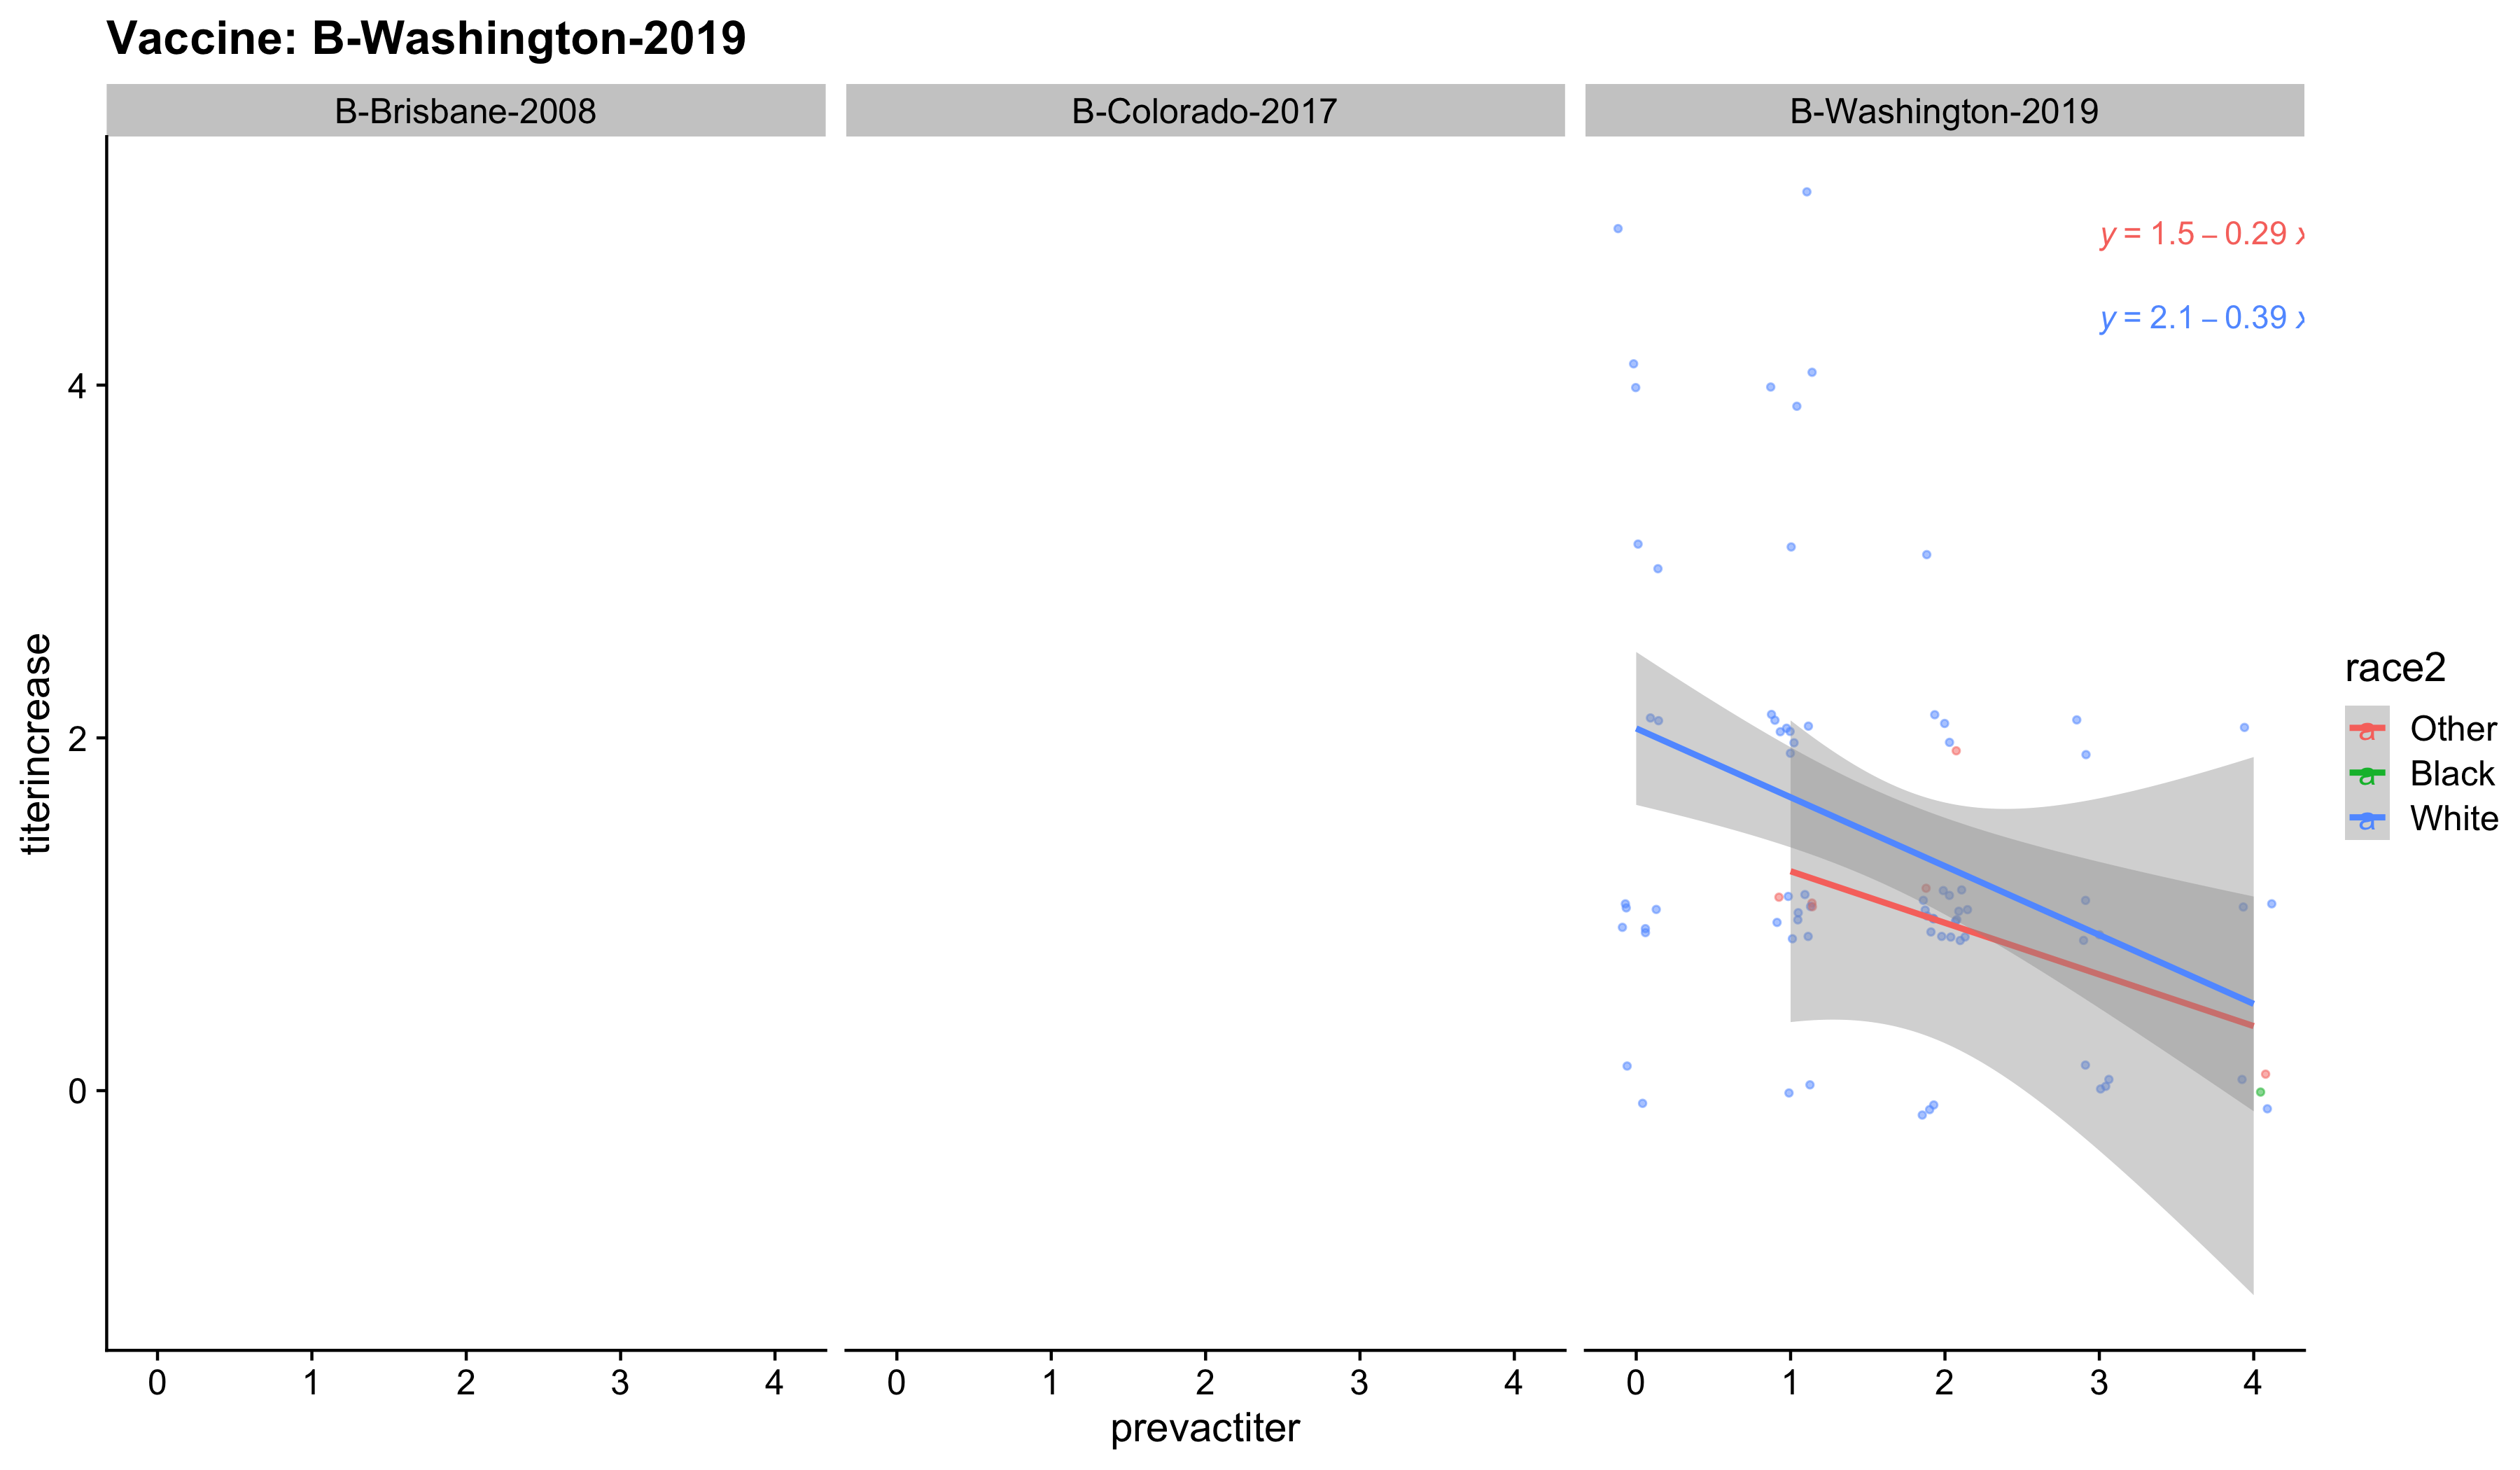 Vaccine: B-Washington-2019
B-Brisbane-2008 B-Colorado-2017 B-Washington-2019
y = 1.5 – 0.29 x
y = 2.1 – 0.39 x
4
2
0
titerincrease
0 1 2 3 4 0 1 2 3 4 0 1 2 3 4
prevactiter
race2
a Other
a Black
a White